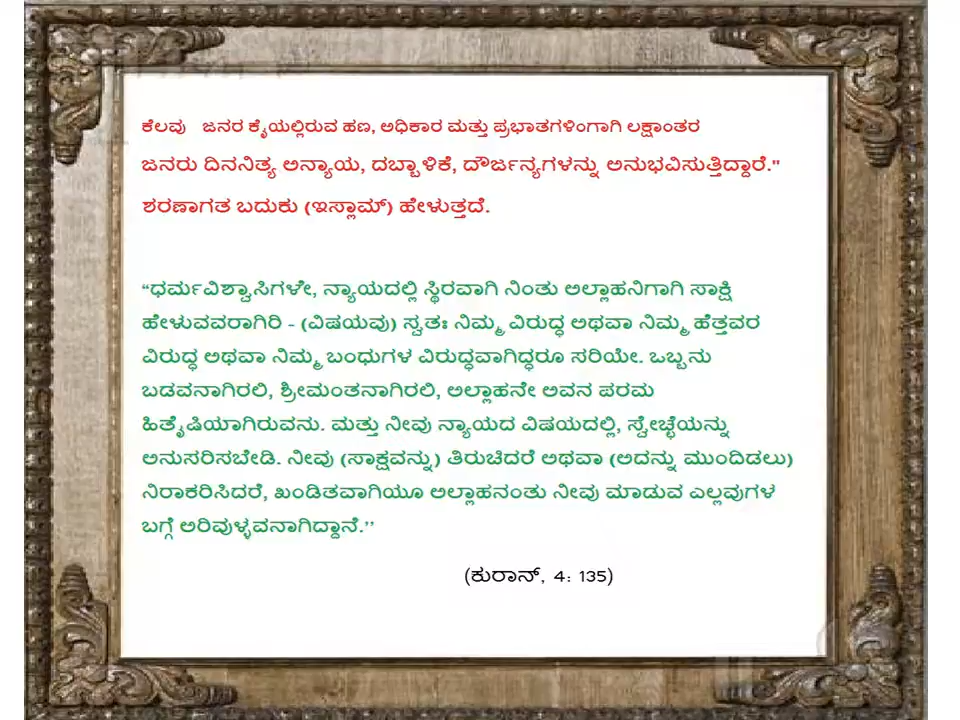 ಕೆಲವು ಜನರ ಕೈಯಲ್ಲಿರುವ ಹಣ, ಅಧಿಕಾರ ಮತ್ತು ಪ್ರಭಾತಗಳಿಂಗಾಗಿ ಲಕ್ಷಾಂತರ
ಜನರು ದಿನನಿತ್ಯ ಅನ್ಯಾಯ, ದಬ್ಬಾಳಿಕೆ, ದೌರ್ಜನ್ಯಗಳನ್ನು ಅನುಭವಿಸುತ್ತಿದ್ದಾರೆ."
ಶರಣಾಗತ ಬದುಕು (ಇಸ್ಲಾಮ್) ಹೇಳುತ್ತದೆ.
“ಧರ್ಮವಿಶ್ವಾಸಿಗಳೇ, ನ್ಯಾಯದಲ್ಲಿ ಸ್ಥಿರವಾಗಿ ನಿಂತು ಅಲ್ಲಾಹನಿಗಾಗಿ ಸಾಕ್ಷಿ
ಹೇಳುವವರಾಗಿರಿ - (ವಿಷಯವು) ಸ್ವತಃ ನಿಮ್ಮ ವಿರುದ್ಧ ಅಥವಾ ನಿಮ್ಮ ಹೆತ್ತವರ
ವಿರುದ್ಧ ಅಥವಾ ನಿಮ್ಮ ಬಂಧುಗಳ ವಿರುದ್ಧವಾಗಿದ್ಧರೂ ಸರಿಯೇ. ಒಬ್ಬನು
ಬಡವನಾಗಿರಲಿ, ಶ್ರೀಮಂತನಾಗಿರಲಿ, ಅಲ್ಲಾಹನೇ ಅವನ ಪರಮ
ಹಿತೈಷಿಯಾಗಿರುವನು. ಮತ್ತು ನೀವು ನ್ಯಾಯದ ವಿಷಯದಲ್ಲಿ, ಸ್ವೇಚ್ಛೆಯನ್ನು
ಅನುಸರಿಸಬೇಡಿ. ನೀವು (ಸಾಕ್ಷವನ್ನು) ತಿರುಚಿದರೆ ಅಥವಾ (ಅದನ್ನು ಮುಂದಿಡಲು)
ನಿರಾಕರಿಸಿದರೆ, ಖಂಡಿತವಾಗಿಯೂ ಅಲ್ಲಾಹನಂತು ನೀವು ಮಾಡುವ ಎಲ್ಲವುಗಳ
ಬಗ್ಗೆ ಅರಿವುಳ್ಳವನಾಗಿದ್ದಾನೆ.’’
(ಕುರಾನ್, 4: 135)